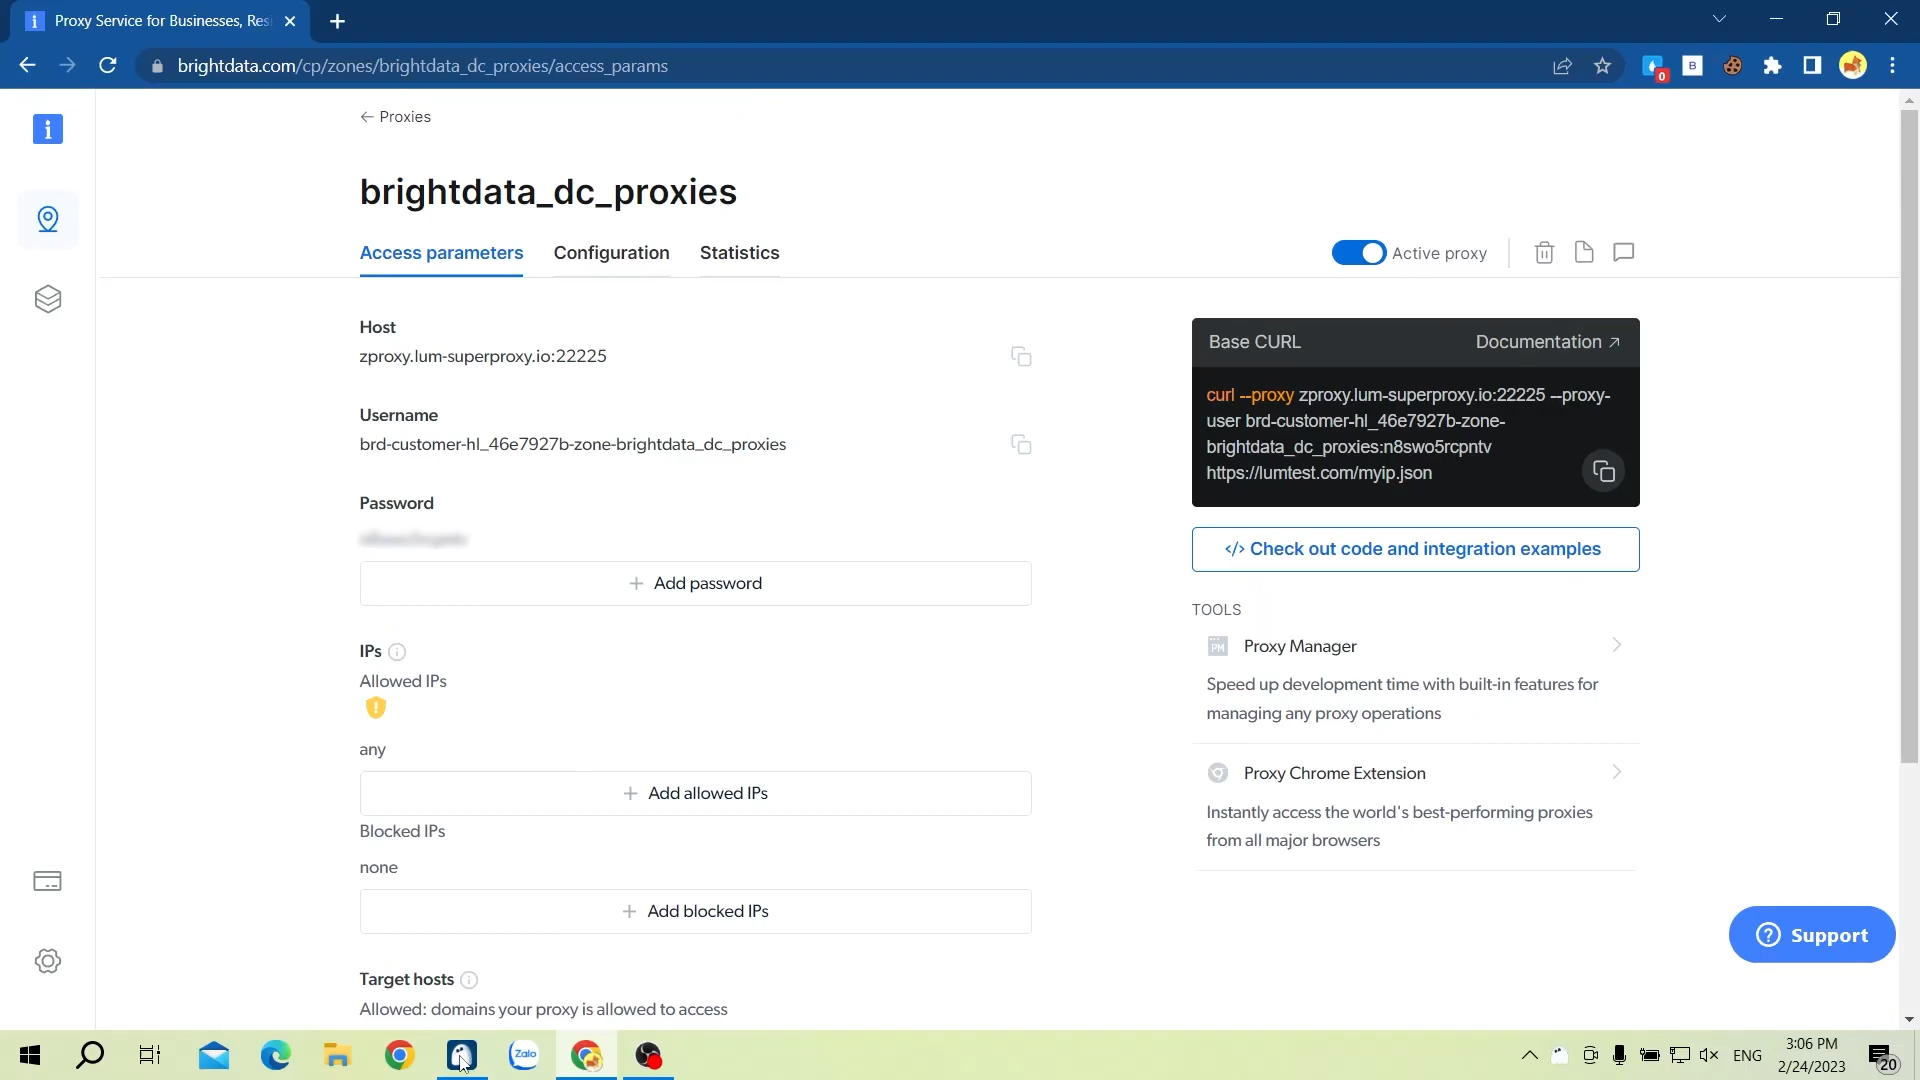 Proxy Service for Businesses, Resi
brightdata.com/cp/zones/brightdata_dc_proxies/access_params
0
B
← Proxies
brightdata_dc_proxies
Access parameters
Configuration
Statistics
Active proxy
Host
zproxy.lum-superproxy.io:22225
Username
brd-customer-hl_46e7927b-zone-brightdata_dc_proxies
Password
+ Add password
IPs
Allowed IPs
any
+ Add allowed IPs
Blocked IPs
none
+ Add blocked IPs
Target hosts
Allowed: domains your proxy is allowed to access
Base CURL
Documentation ↗
curl --proxy zproxy.lum-superproxy.io:22225 --proxy-
user brd-customer-hl_46e7927b-zone-
brightdata_dc_proxies:n8swo5rcpntv
https://lumtest.com/myip.json
</> Check out code and integration examples
TOOLS
PM
Proxy Manager
Speed up development time with built-in features for
managing any proxy operations
Proxy Chrome Extension
Instantly access the world's best-performing proxies
from all major browsers
Support
Zalo
ENG
3:06 PM
2/24/2023
20